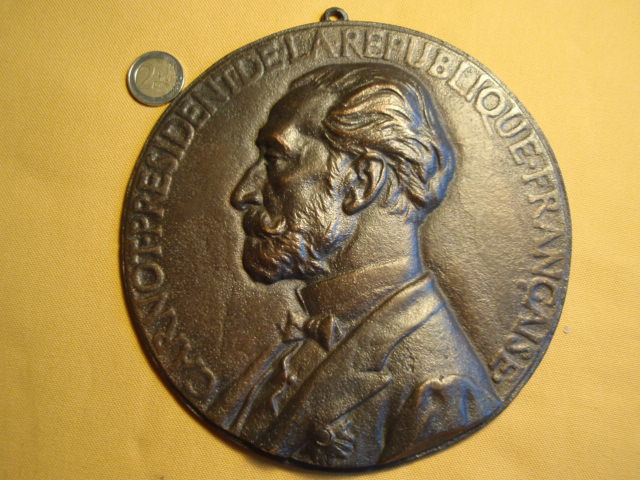 CARNOT·PRESIDENT DE LA REPUBLIQUE·FRANÇAISE
2